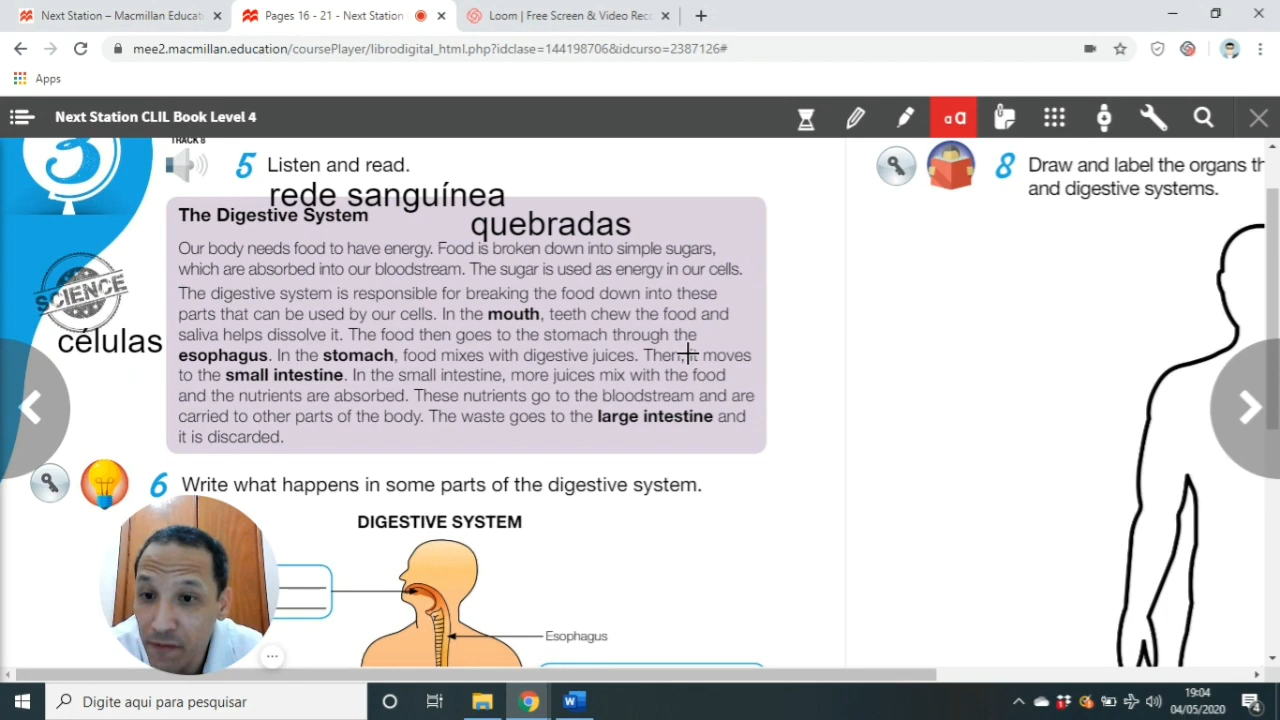 Next Station – Macmillan Educati
Pages 16 - 21 - Next Station
Loom | Free Screen & Video Rec
mee2.macmillan.education/coursePlayer/librodigital_html.php?idclase=144198706&idcurso=2387126#
Apps
Next Station CLIL Book Level 4
a a
TRACK 8
3
5 Listen and read.
rede sanguínea
The Digestive System
quebradas
Our body needs food to have energy. Food is broken down into simple sugars,
which are absorbed into our bloodstream. The sugar is used as energy in our cells.
The digestive system is responsible for breaking the food down into these
parts that can be used by our cells. In the mouth, teeth chew the food and
saliva helps dissolve it. The food then goes to the stomach through the
esophagus. In the stomach, food mixes with digestive juices. Then, it moves
to the small intestine. In the small intestine, more juices mix with the food
and the nutrients are absorbed. These nutrients go to the bloodstream and are
carried to other parts of the body. The waste goes to the large intestine and
it is discarded.
SCIENCE
células
6 Write what happens in some parts of the digestive system.
DIGESTIVE SYSTEM
Esophagus
8 Draw and label the organs th
and digestive systems.
Digite aqui para pesquisar
19:04
04/05/2020
4